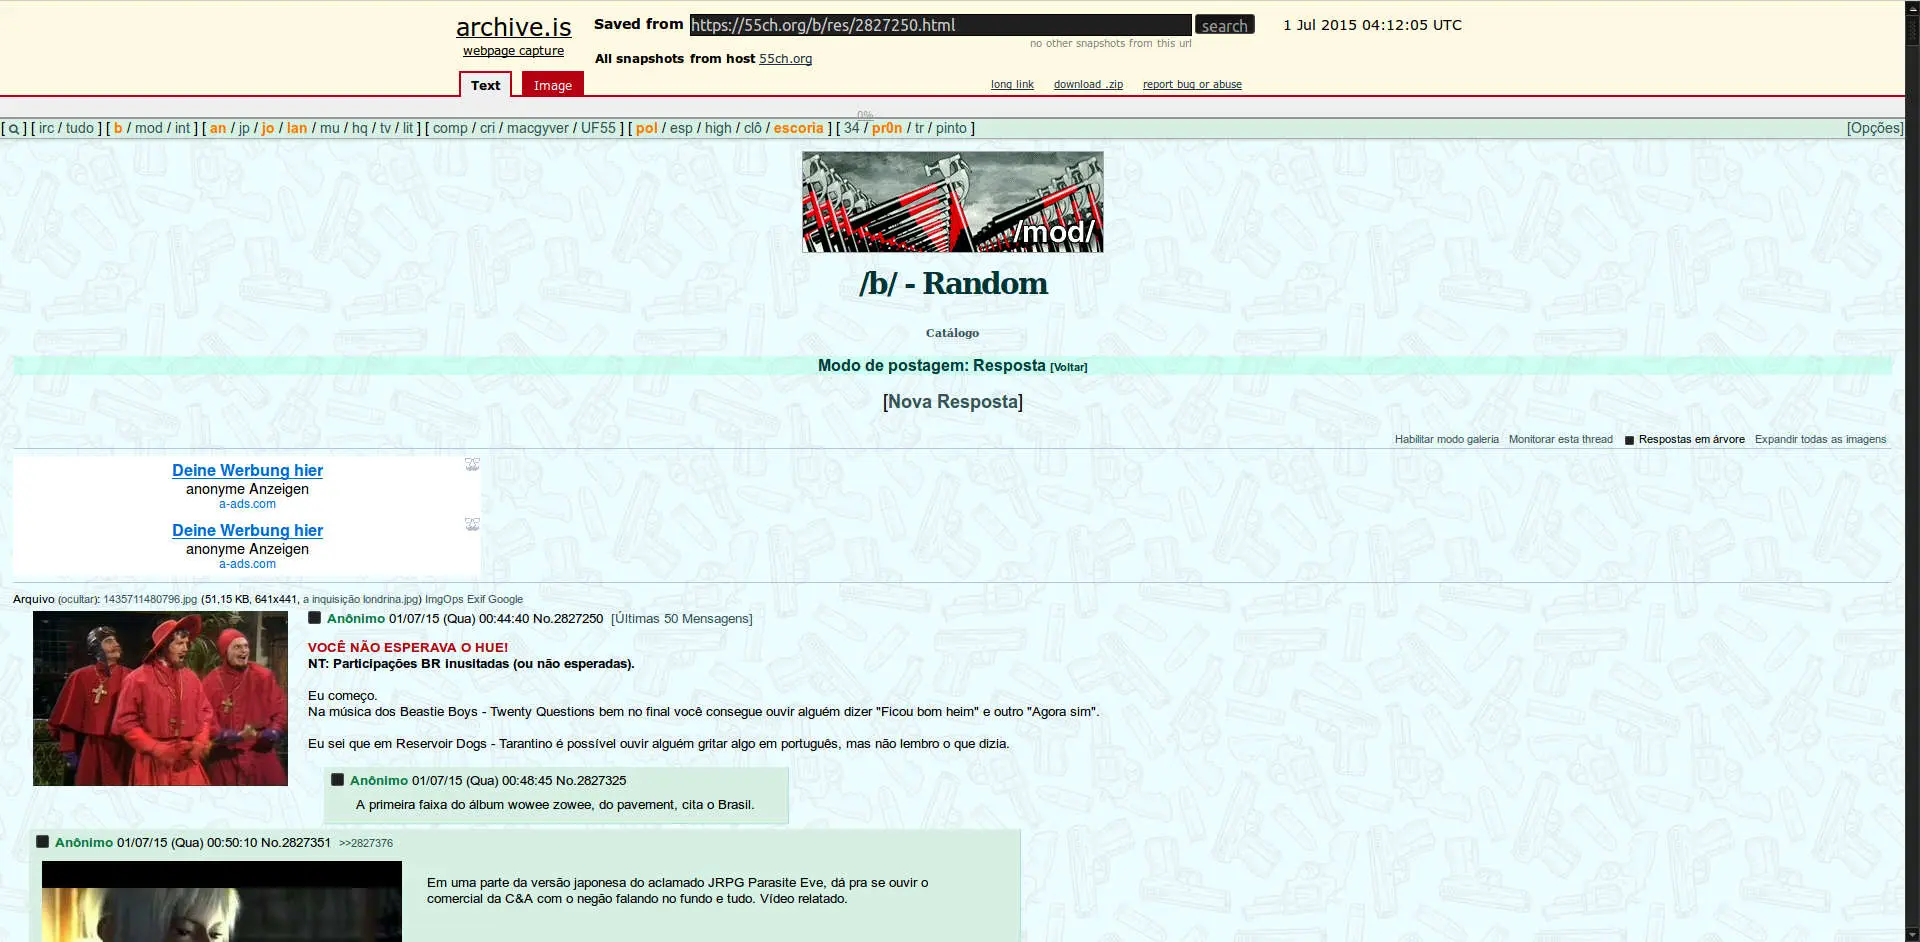 archive.is
webpage capture
Saved from https://55ch.org/b/res/2827250.html search 1 Jul 2015 04:12:05 UTC
no other snapshots from this url
All snapshots from host 55ch.org
Text Image
long link download .zip report bug or abuse
0%
[ ] [ irc / tudo ] [ b / mod / int ] [ an / jp / jo / lan / mu / hq / tv / lit ] [ comp / cri / macgyver / UF55 ] [ pol / esp / high / clô / escoria ] [ 34 / pr0n / tr / pinto ] [Opções]
/mod/
/b/ - Random
Catálogo
Modo de postagem: Resposta [Voltar]
[Nova Resposta]
Habilitar modo galeria Monitorar esta thread Respostas em árvore Expandir todas as imagens
Deine Werbung hier
anonyme Anzeigen
a-ads.com
Deine Werbung hier
anonyme Anzeigen
a-ads.com
Arquivo (ocultar): 1435711480796.jpg (51,15 KB, 641x441, a inquisição londrina.jpg) ImgOps Exif Google
Anônimo 01/07/15 (Qua) 00:44:40 No.2827250 [Últimas 50 Mensagens]
VOCÊ NÃO ESPERAVA O HUE!
NT: Participações BR inusitadas (ou não esperadas).
Eu começo.
Na música dos Beastie Boys - Twenty Questions bem no final você consegue ouvir alguém dizer "Ficou bom heim" e outro "Agora sim".
Eu sei que em Reservoir Dogs - Tarantino é possível ouvir alguém gritar algo em português, mas não lembro o que dizia.
Anônimo 01/07/15 (Qua) 00:48:45 No.2827325
A primeira faixa do álbum wowee zowee, do pavement, cita o Brasil.
Anônimo 01/07/15 (Qua) 00:50:10 No.2827351 >>2827376
Em uma parte da versão japonesa do aclamado JRPG Parasite Eve, dá pra se ouvir o
comercial da C&A com o negão falando no fundo e tudo. Vídeo relatado.